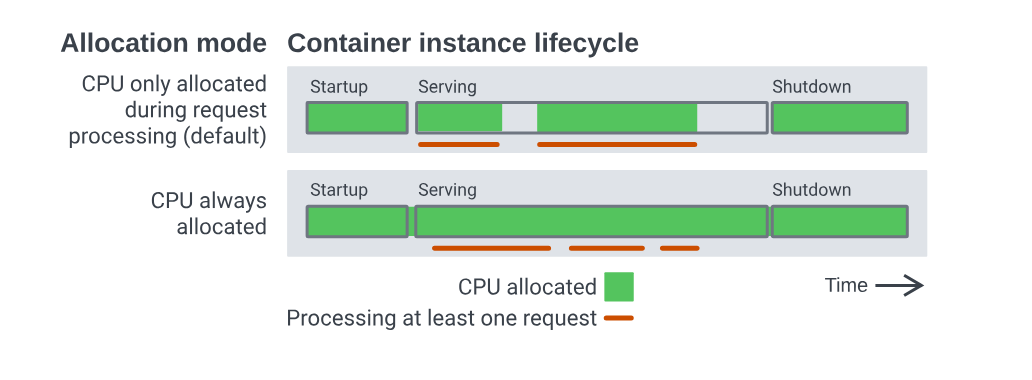 Allocation mode
Container instance lifecycle
CPU only allocated
during request
processing (default)
Startup
Serving
Shutdown
CPU always
allocated
Startup
Serving
Shutdown
CPU allocated
Time
Processing at least one request